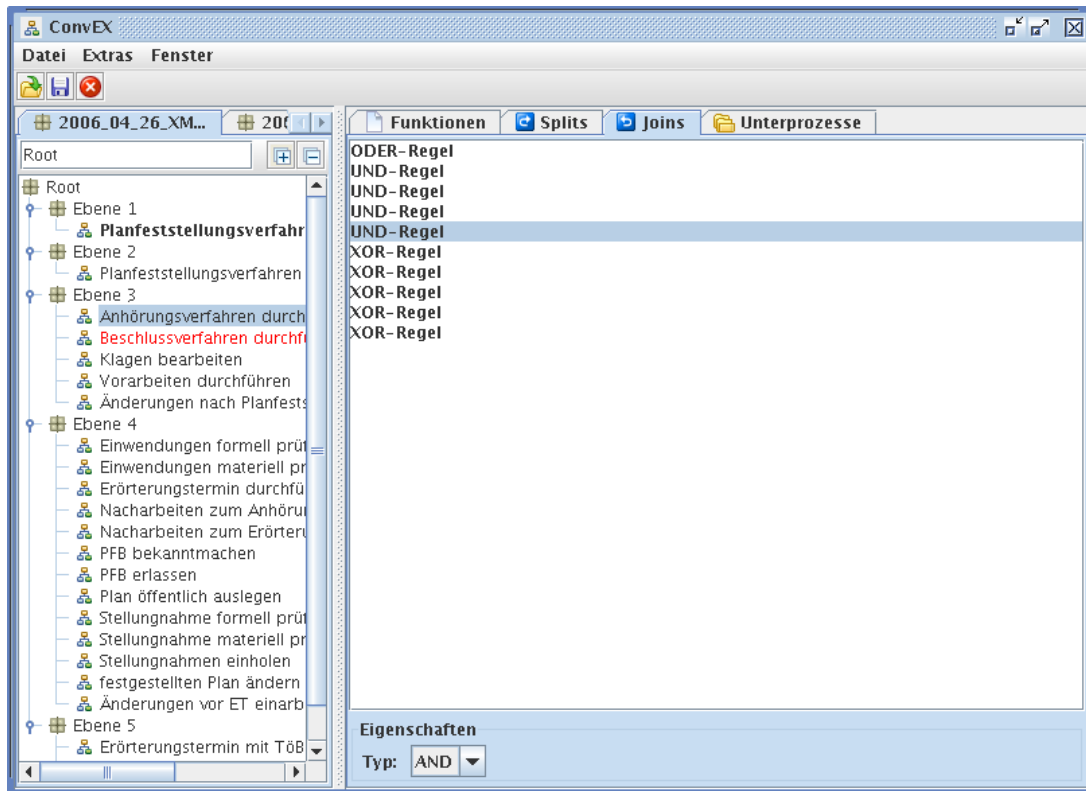 ConvEX
Datei Extras Fenster
2006_04_26_XM...
Root
Root
Ebene 1
Planfeststellungsverfahr
Ebene 2
Planfeststellungsverfahren
Ebene 3
Anhörungsverfahren durch
Beschlussverfahren durchfü
Klagen bearbeiten
Vorarbeiten durchführen
Änderungen nach Planfests
Ebene 4
Einwendungen formell prüf
Einwendungen materiell pr
Erörterungstermin durchfü
Nacharbeiten zum Anhörun
Nacharbeiten zum Erörteru
PFB bekanntmachen
PFB erlassen
Plan öffentlich auslegen
Stellungnahme formell prüf
Stellungnahme materiell pr
Stellungnahmen einholen
festgestellten Plan ändern
Änderungen vor ET einarb
Ebene 5
Erörterungstermin mit TöB
Funktionen Splits Joins Unterprozesse
ODER-Regel
UND-Regel
UND-Regel
UND-Regel
UND-Regel
XOR-Regel
XOR-Regel
XOR-Regel
XOR-Regel
XOR-Regel
Eigenschaften
Typ: AND